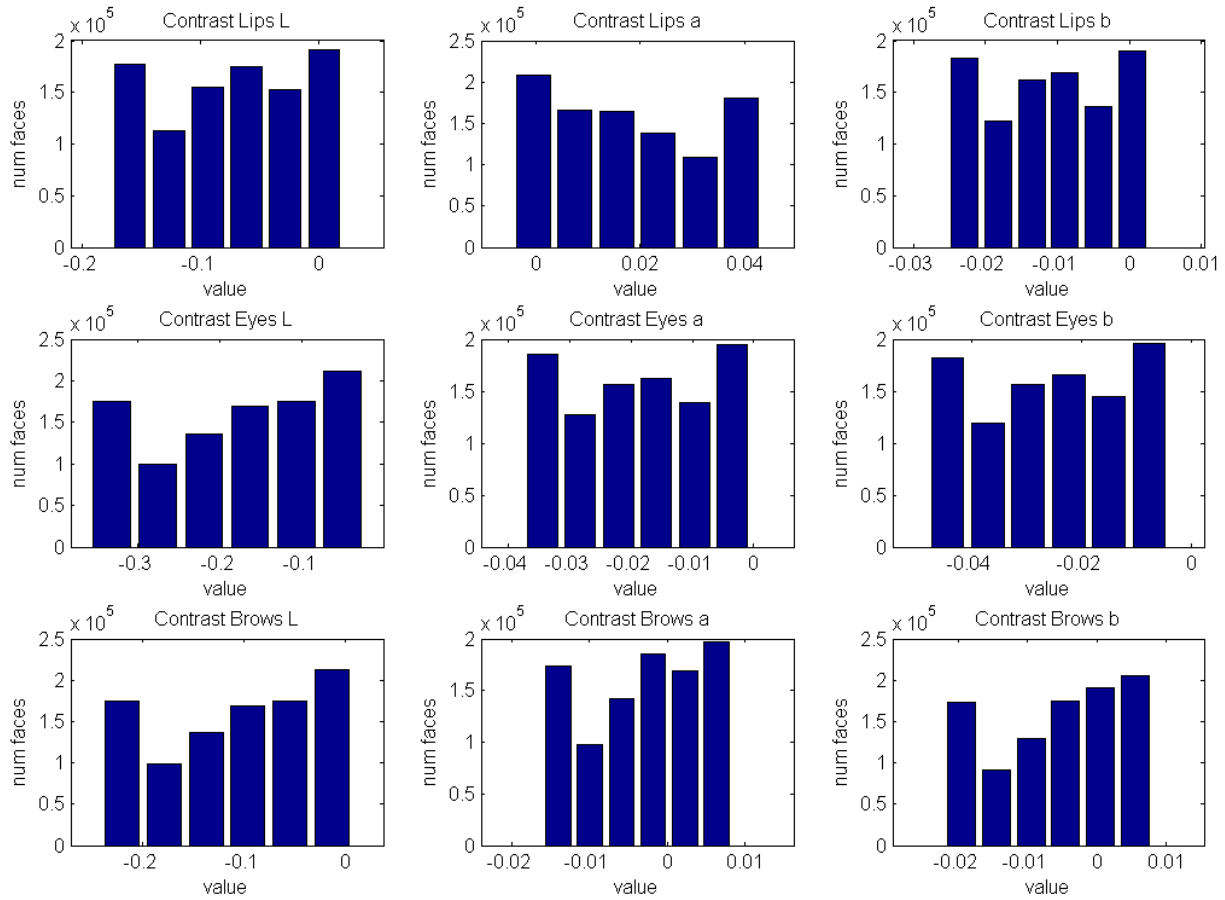 x 10^5 Contrast Lips L
2
1.5
1
0.5
0
num faces
-0.2 -0.1 0
value
x 10^5 Contrast Lips a
2.5
2
1.5
1
0.5
0
num faces
0 0.02 0.04
value
x 10^5 Contrast Lips b
2
1.5
1
0.5
0
num faces
-0.03 -0.02 -0.01 0 0.01
value
x 10^5 Contrast Eyes L
2.5
2
1.5
1
0.5
0
num faces
-0.3 -0.2 -0.1
value
x 10^5 Contrast Eyes a
2
1.5
1
0.5
0
num faces
-0.04 -0.03 -0.02 -0.01 0
value
x 10^5 Contrast Eyes b
2
1.5
1
0.5
0
num faces
-0.04 -0.02 0
value
x 10^5 Contrast Brows L
2.5
2
1.5
1
0.5
0
num faces
-0.2 -0.1 0
value
x 10^5 Contrast Brows a
2
1.5
1
0.5
0
num faces
-0.02 -0.01 0 0.01
value
x 10^5 Contrast Brows b
2.5
2
1.5
1
0.5
0
num faces
-0.02 -0.01 0 0.01
value